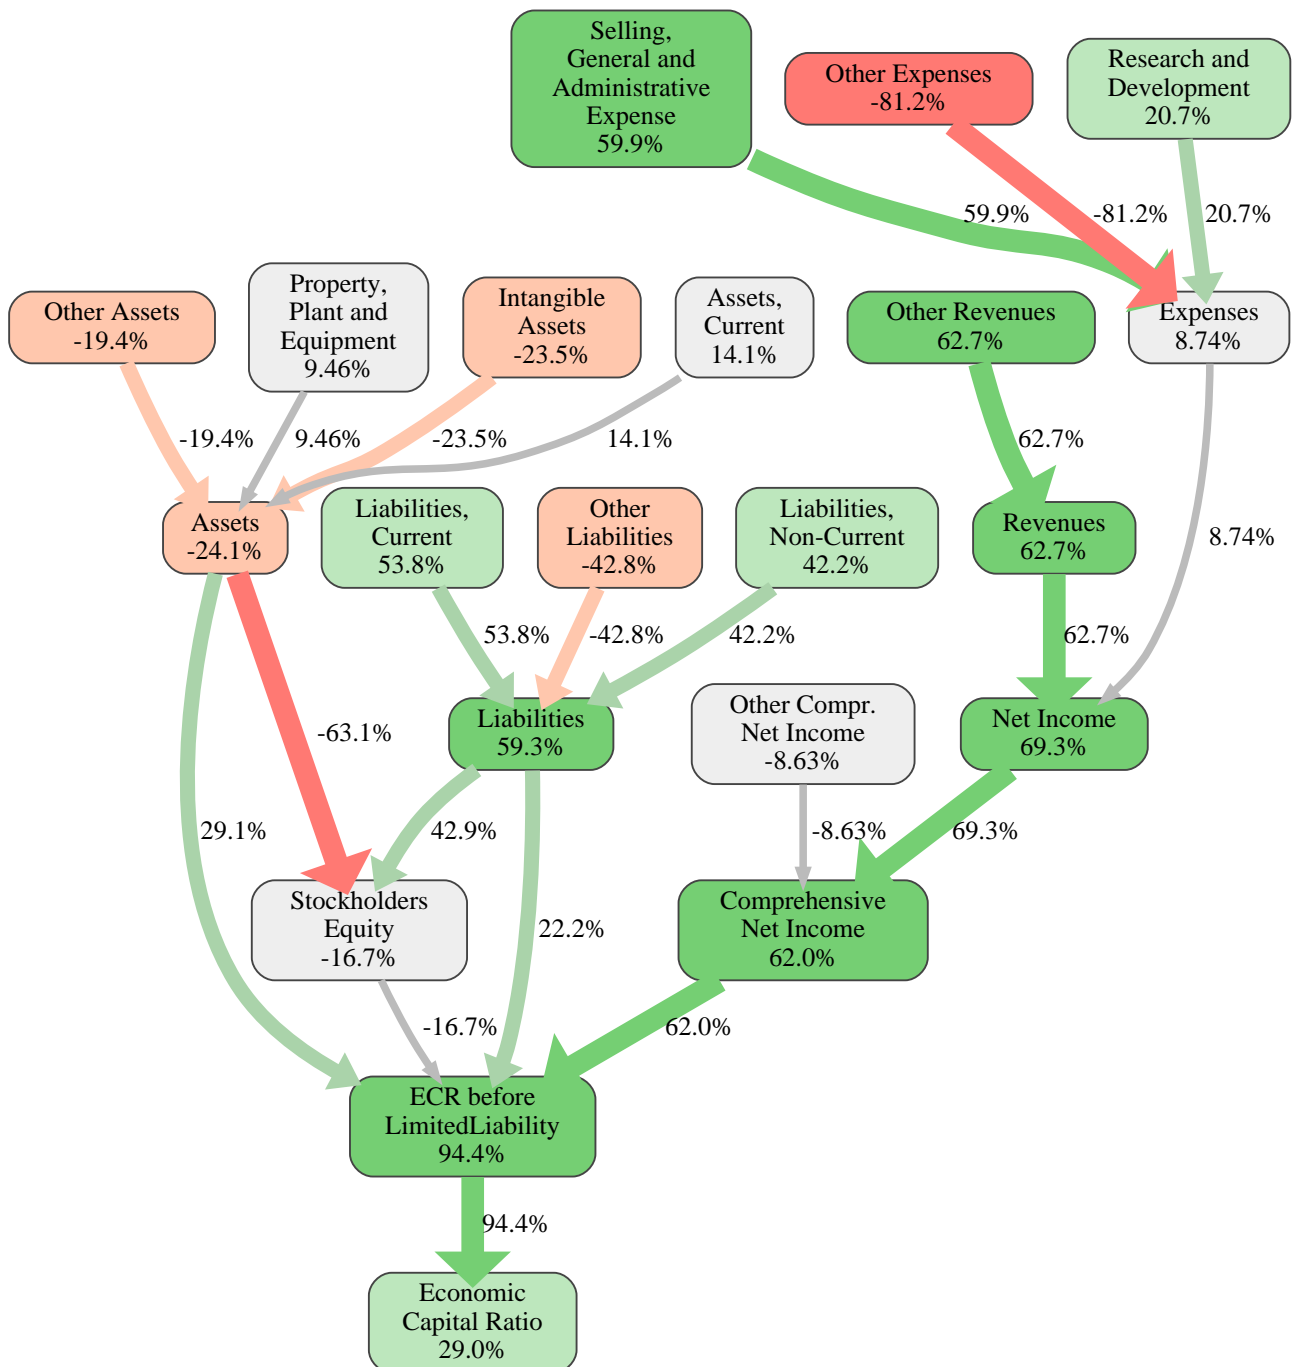 Selling,
General and
Administrative
Expense
59.9%
Other Expenses
-81.2%
Research and
Development
20.7%
59.9%
-81.2%
20.7%
Other Assets
-19.4%
Property,
Plant and
Equipment
9.46%
Intangible
Assets
-23.5%
Assets,
Current
14.1%
Other Revenues
62.7%
Expenses
8.74%
-19.4%
9.46%
-23.5%
14.1%
62.7%
8.74%
Assets
-24.1%
Liabilities,
Current
53.8%
Other
Liabilities
-42.8%
Liabilities,
Non-Current
42.2%
Revenues
62.7%
53.8%
-42.8%
42.2%
62.7%
-63.1%
Liabilities
59.3%
Other Compr.
Net Income
-8.63%
Net Income
69.3%
29.1%
42.9%
-8.63%
69.3%
Stockholders
Equity
-16.7%
22.2%
Comprehensive
Net Income
62.0%
-16.7%
62.0%
ECR before
LimitedLiability
94.4%
94.4%
Economic
Capital Ratio
29.0%